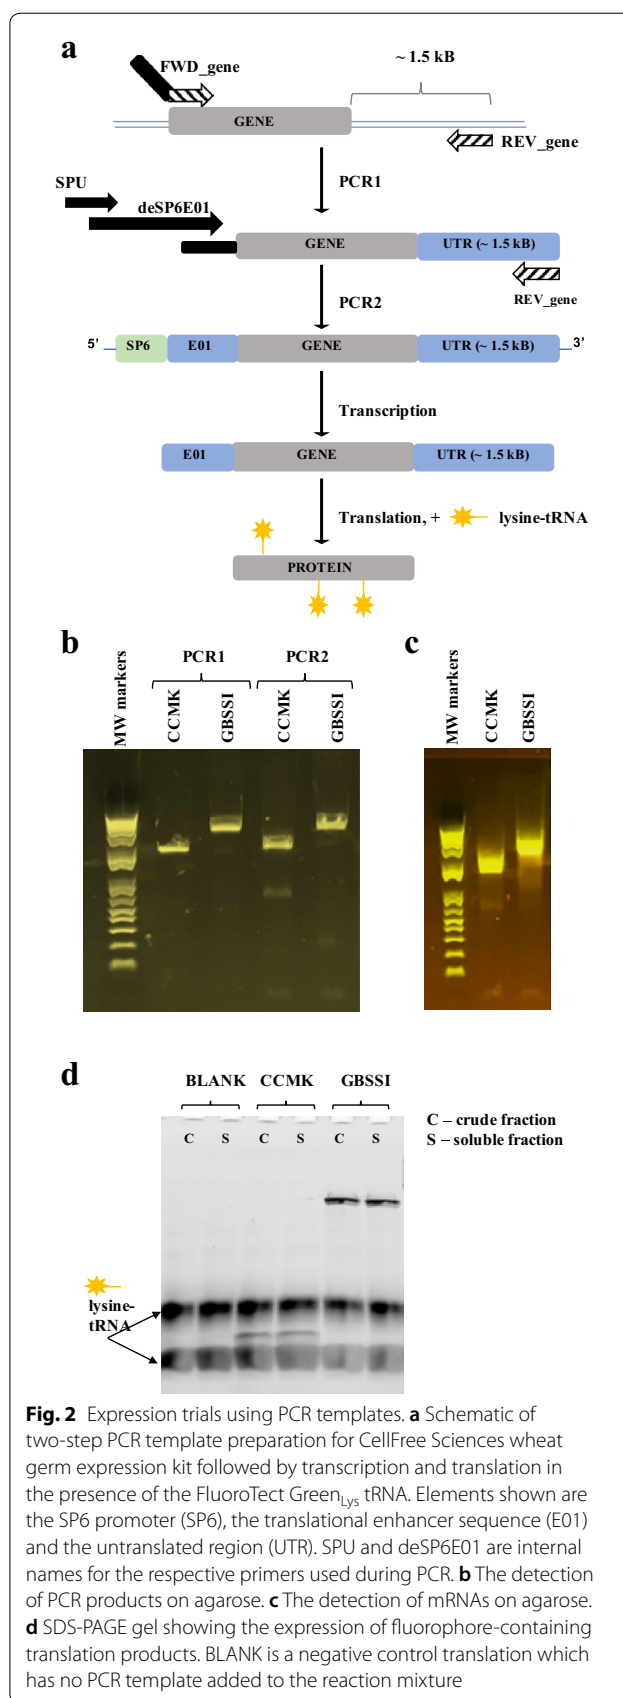 a
FWD_gene
~ 1.5 kB
GENE
REV_gene
PCR1
SPU
deSP6E01
GENE
UTR (~ 1.5 kB)
REV_gene
PCR2
5’
SP6
E01
GENE
UTR (~ 1.5 kB)
3’
Transcription
E01
GENE
UTR (~ 1.5 kB)
Translation, + lysine-tRNA
PROTEIN
b
PCR1
PCR2
MW markers
CCMK
GBSSI
CCMK
GBSSI
c
MW markers
CCMK
GBSSI
d
BLANK CCMK GBSSI
C S C S C S
C – crude fraction
S – soluble fraction
lysine-
tRNA
Fig. 2 Expression trials using PCR templates. a Schematic of
two-step PCR template preparation for CellFree Sciences wheat
germ expression kit followed by transcription and translation in
the presence of the FluoroTect GreenLys tRNA. Elements shown are
the SP6 promoter (SP6), the translational enhancer sequence (E01)
and the untranslated region (UTR). SPU and deSP6E01 are internal
names for the respective primers used during PCR. b The detection
of PCR products on agarose. c The detection of mRNAs on agarose.
d SDS-PAGE gel showing the expression of fluorophore-containing
translation products. BLANK is a negative control translation which
has no PCR template added to the reaction mixture